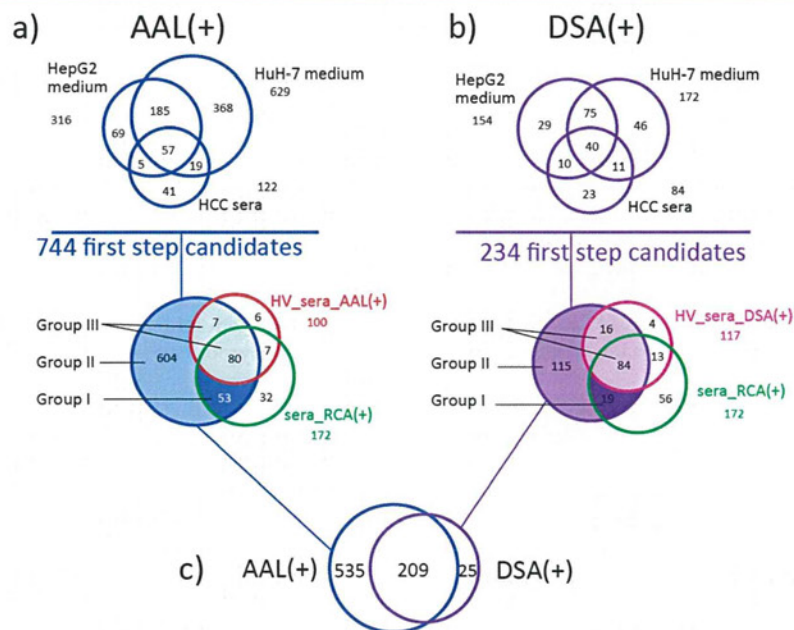 a) AAL(+)
HepG2
medium
316
HuH-7 medium
629
185
368
69
57
5
19
41
122
HCC sera
744 first step candidates
HV_sera_AAL(+)
100
Group III
7
6
Group II
604
80
7
Group I
53
32
sera_RCA(+)
172
b) DSA(+)
HepG2
medium
154
HuH-7 medium
172
75
29
46
40
10
11
23
84
HCC sera
234 first step candidates
HV_sera_DSA(+)
117
Group III
16
4
Group II
115
84
13
Group I
19
56
sera_RCA(+)
172
c) AAL(+) 535 209 25 DSA(+)